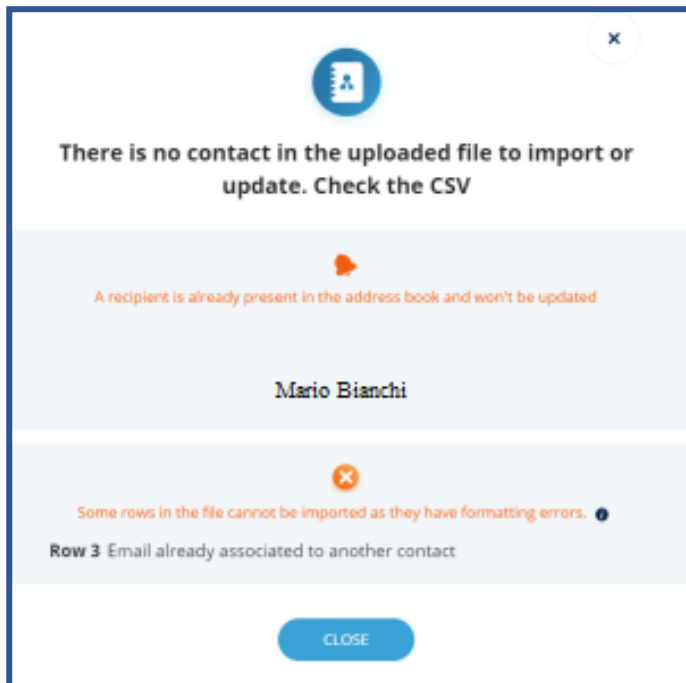 There is no contact in the uploaded file to import or
update. Check the CSV
A recipient is already present in the address book and won't be updated
Mario Bianchi
Some rows in the file cannot be imported as they have formatting errors.
Row 3 Email already associated to another contact
CLOSE